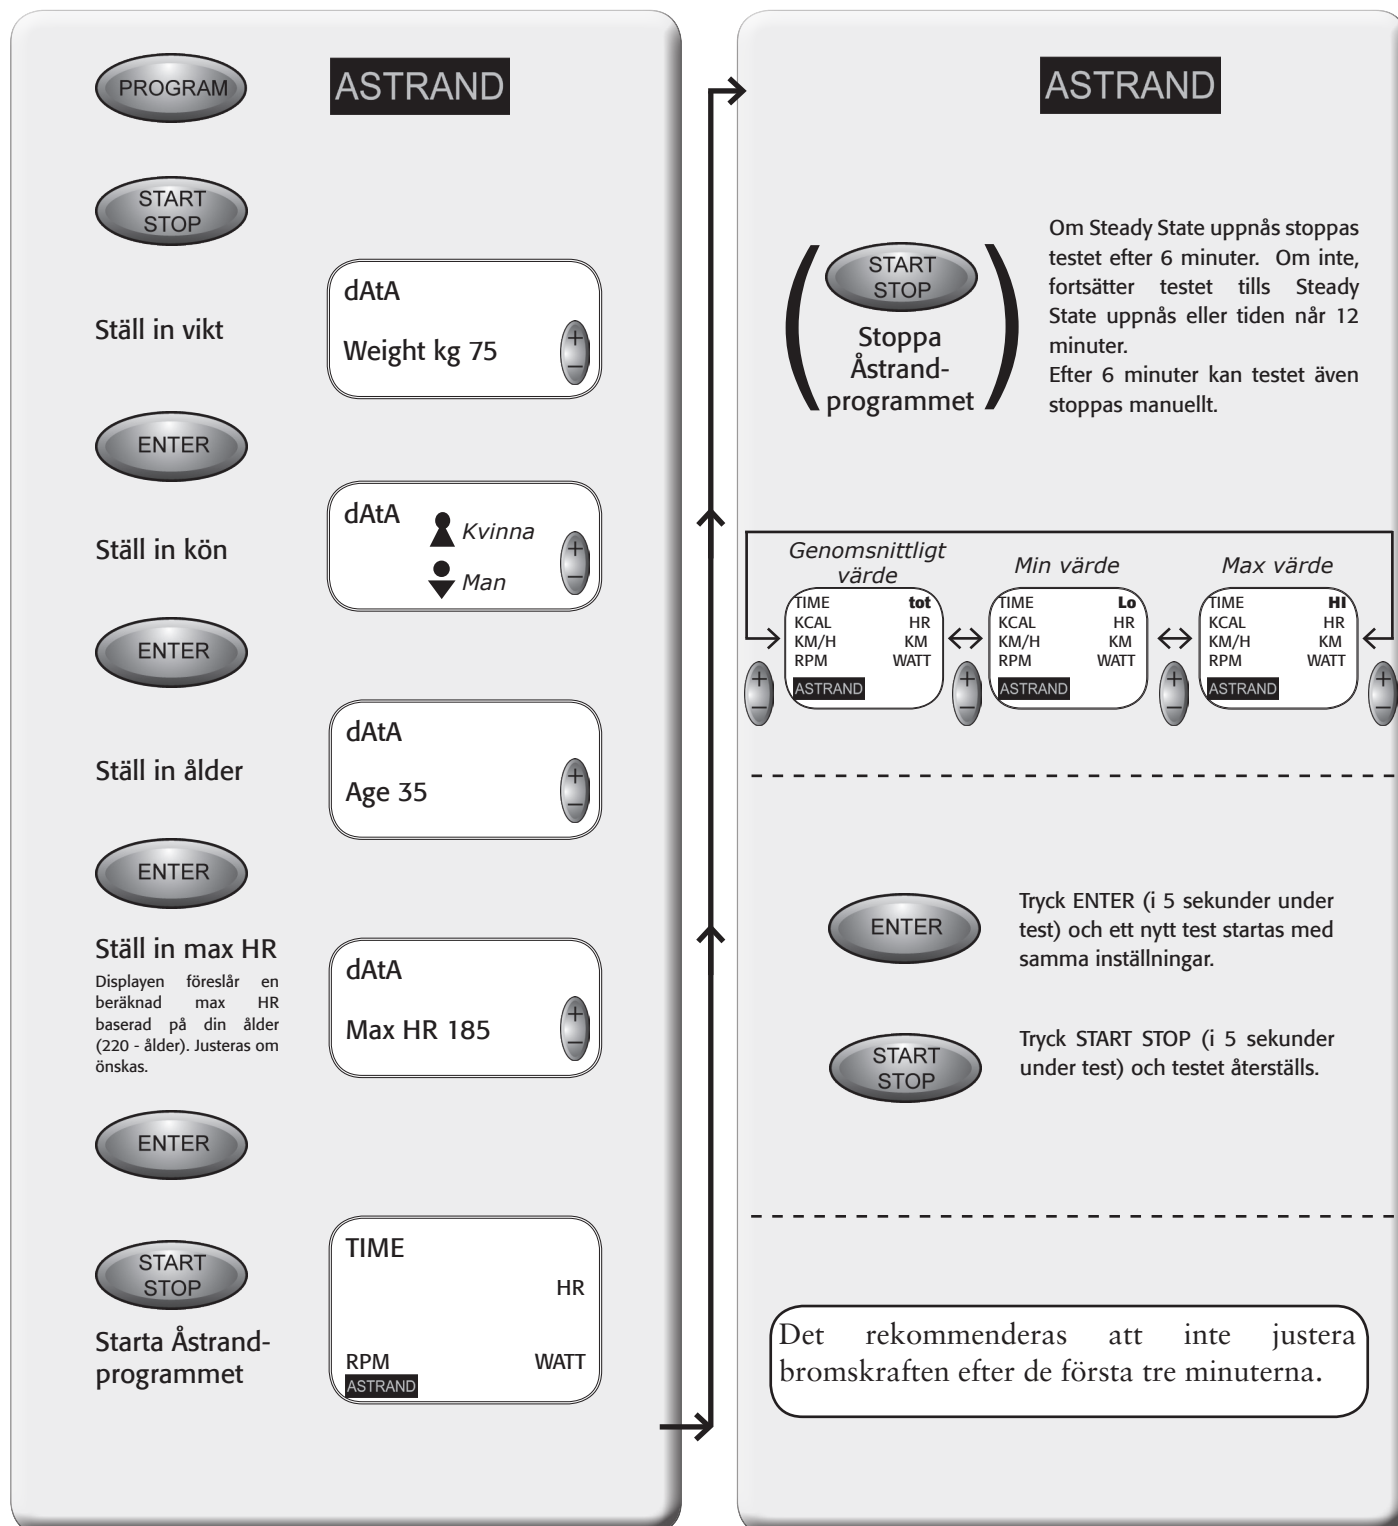 PROGRAM
ASTRAND
START
STOP
Ställ in vikt
dAtA
Weight kg 75
+
−
ENTER
Ställ in kön
dAtA
Kvinna
Man
+
−
ENTER
Ställ in ålder
dAtA
Age 35
+
−
ENTER
Ställ in max HR
Displayen föreslår en
beräknad max HR
baserad på din ålder
(220 - ålder). Justeras om
önskas.
dAtA
Max HR 185
+
−
ENTER
START
STOP
Starta Åstrand-
programmet
TIME
HR
RPM WATT
ASTRAND
ASTRAND
(
START
STOP
Stoppa
Åstrand-
programmet
)
Om Steady State uppnås stoppas
testet efter 6 minuter. Om inte,
fortsätter testet tills Steady
State uppnås eller tiden når 12
minuter.
Efter 6 minuter kan testet även
stoppas manuellt.
Genomsnittligt
värde
TIME tot
KCAL HR
KM/H KM
RPM WATT
ASTRAND
+
−
Min värde
TIME Lo
KCAL HR
KM/H KM
RPM WATT
ASTRAND
+
−
Max värde
TIME HI
KCAL HR
KM/H KM
RPM WATT
ASTRAND
+
−
+
−
ENTER
Tryck ENTER (i 5 sekunder under
test) och ett nytt test startas med
samma inställningar.
START
STOP
Tryck START STOP (i 5 sekunder
under test) och testet återställs.
Det rekommenderas att inte justera
bromskraften efter de första tre minuterna.